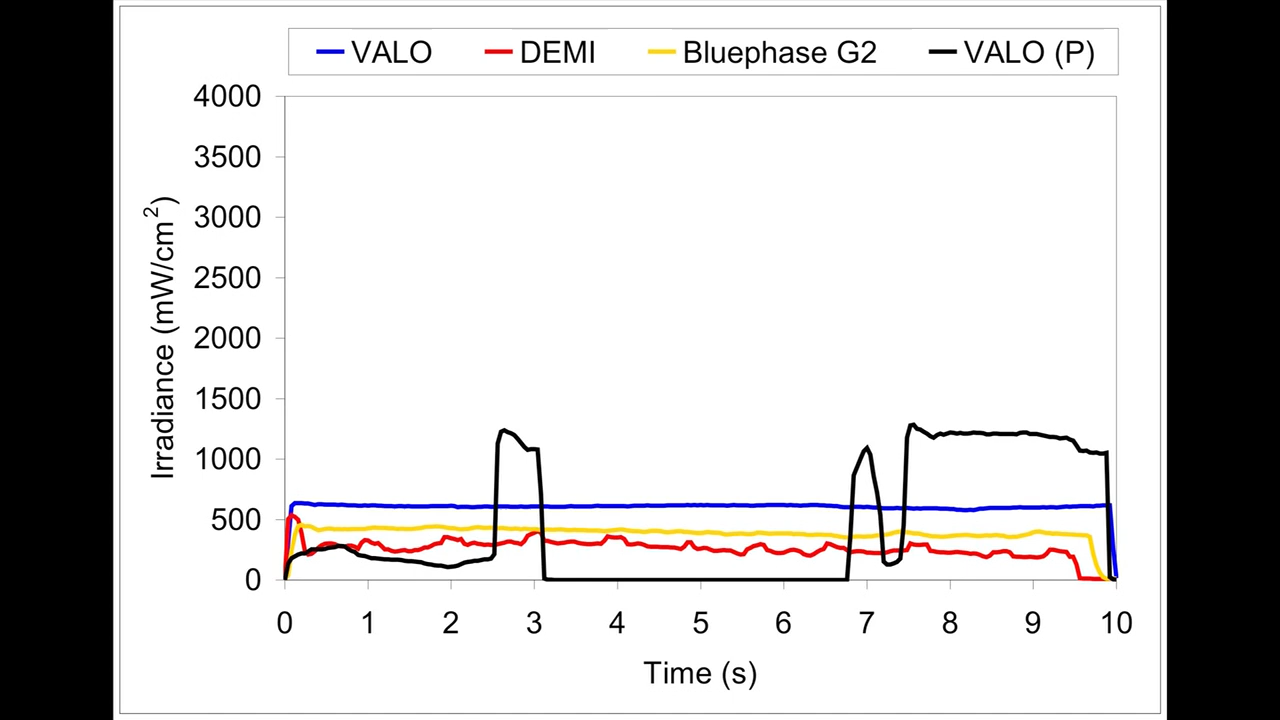 VALO DEMI Bluephase G2 VALO (P)
4000
3500
3000
2500
2000
1500
1000
500
0
Irradiance (mW/cm²)
0 1 2 3 4 5 6 7 8 9 10
Time (s)